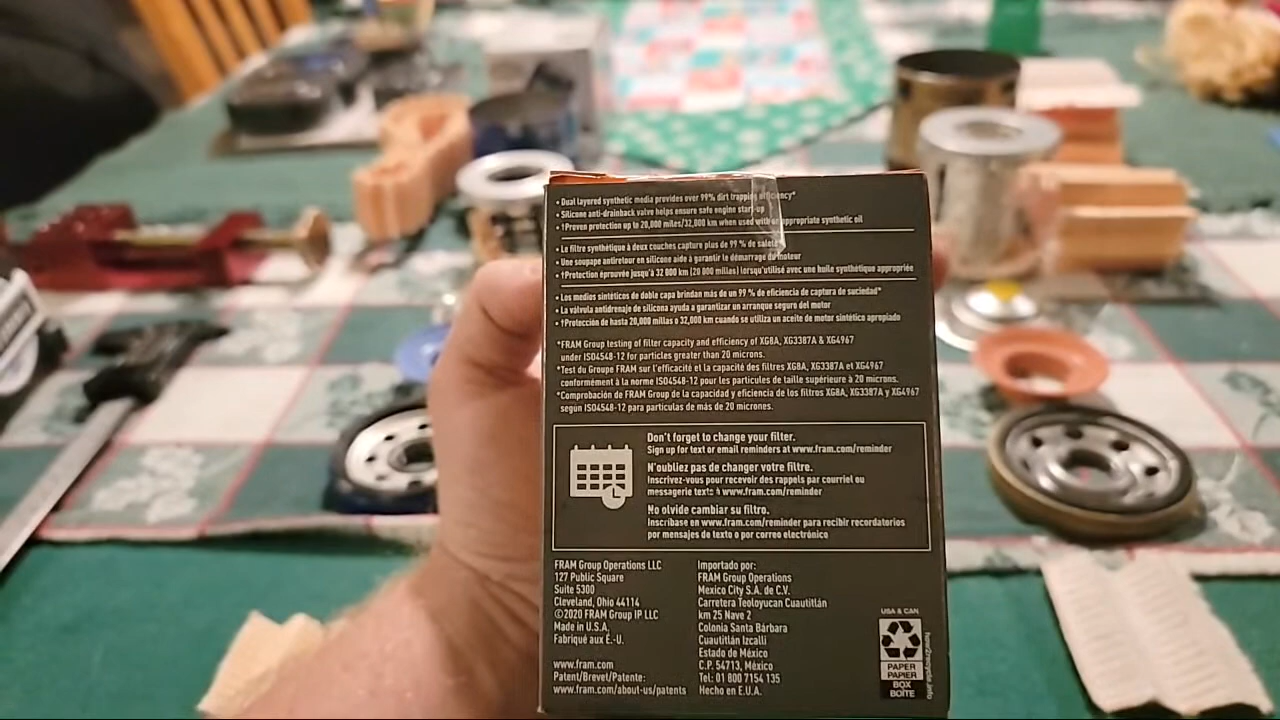 • Dual layered synthetic media provides over 99% dirt trapping efficiency*
• Silicone anti-drainback valve helps ensure safe engine start-up
• †Proven protection up to 20,000 miles/32,000 km when used with appropriate synthetic oil
• Le filtre synthétique à deux couches capture plus de 99 % de saleté
• Une soupape antiretour en silicone aide à garantir le démarrage du moteur
• †Protection éprouvée jusqu'à 32 000 km (20 000 milles) lorsqu'utilisé avec une huile synthétique appropriée
• Los medios sintéticos de doble capa brindan más de un 99 % de eficiencia de captura de suciedad*
• La válvula antidrenaje de silicona ayuda a garantizar un arranque seguro del motor
• †Protección de hasta 20,000 millas o 32,000 km cuando se utiliza un aceite de motor sintético apropiado
*FRAM Group testing of filter capacity and efficiency of XG8A, XG3387A & XG4967
under ISO4548-12 for particles greater than 20 microns.
*Test du Groupe FRAM sur l'efficacité et la capacité des filtres XG8A, XG3387A et XG4967
conformément à la norme ISO4548-12 pour les particules de taille supérieure à 20 microns.
*Comprobación de FRAM Group de la capacidad y eficiencia de los filtros XG8A, XG3387A y XG4967
según ISO4548-12 para partículas de más de 20 micrones.
Don't forget to change your filter.
Sign up for text or email reminders at www.fram.com/reminder
N'oubliez pas de changer votre filtre.
Inscrivez-vous pour recevoir des rappels par courriel ou
messagerie texte à www.fram.com/reminder
No olvide cambiar su filtro.
Inscríbase en www.fram.com/reminder para recibir recordatorios
por mensajes de texto o por correo electrónico
FRAM Group Operations LLC
127 Public Square
Suite 5300
Cleveland, Ohio 44114
©2020 FRAM Group IP LLC
Made in U.S.A.
Fabriqué aux É.-U.
www.fram.com
Patent/Brevet/Patente:
www.fram.com/about-us/patents
Importado por:
FRAM Group Operations
Mexico City S.A. de C.V.
Carretera Teoloyucan Cuautitlán
km 25 Nave 2
Colonia Santa Bárbara
Cuautitlán Izcalli
Estado de México
C.P. 54713, México
Tel: 01 800 7154 135
Hecho en E.U.A.
USA & CAN
PAPER
PAPIER
BOX
BOÎTE
how2recycle.info